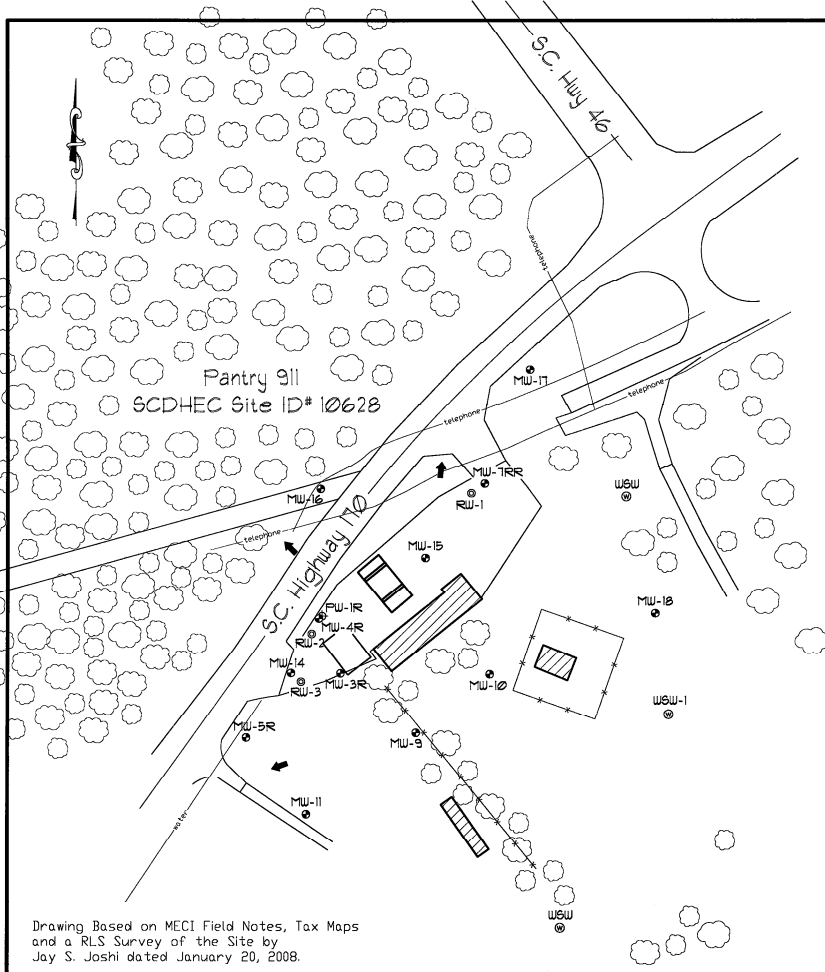 S.C. Hwy 46
telephone
MW-17
Pantry 911
SCDHEC Site ID# 10628
telephone
telephone
MW-7RR
WSW
MW-16
RW-1
S.C. Highway 170
telephone
MW-15
PW-1R
MW-4R
RW-2
MW-18
MW-14
RW-3
MW-3R
MW-10
WSW-1
MW-5R
MW-9
MW-11
water
WSW
Drawing Based on MECI Field Notes, Tax Maps
and a RLS Survey of the Site by
Jay S. Joshi dated January 20, 2008.